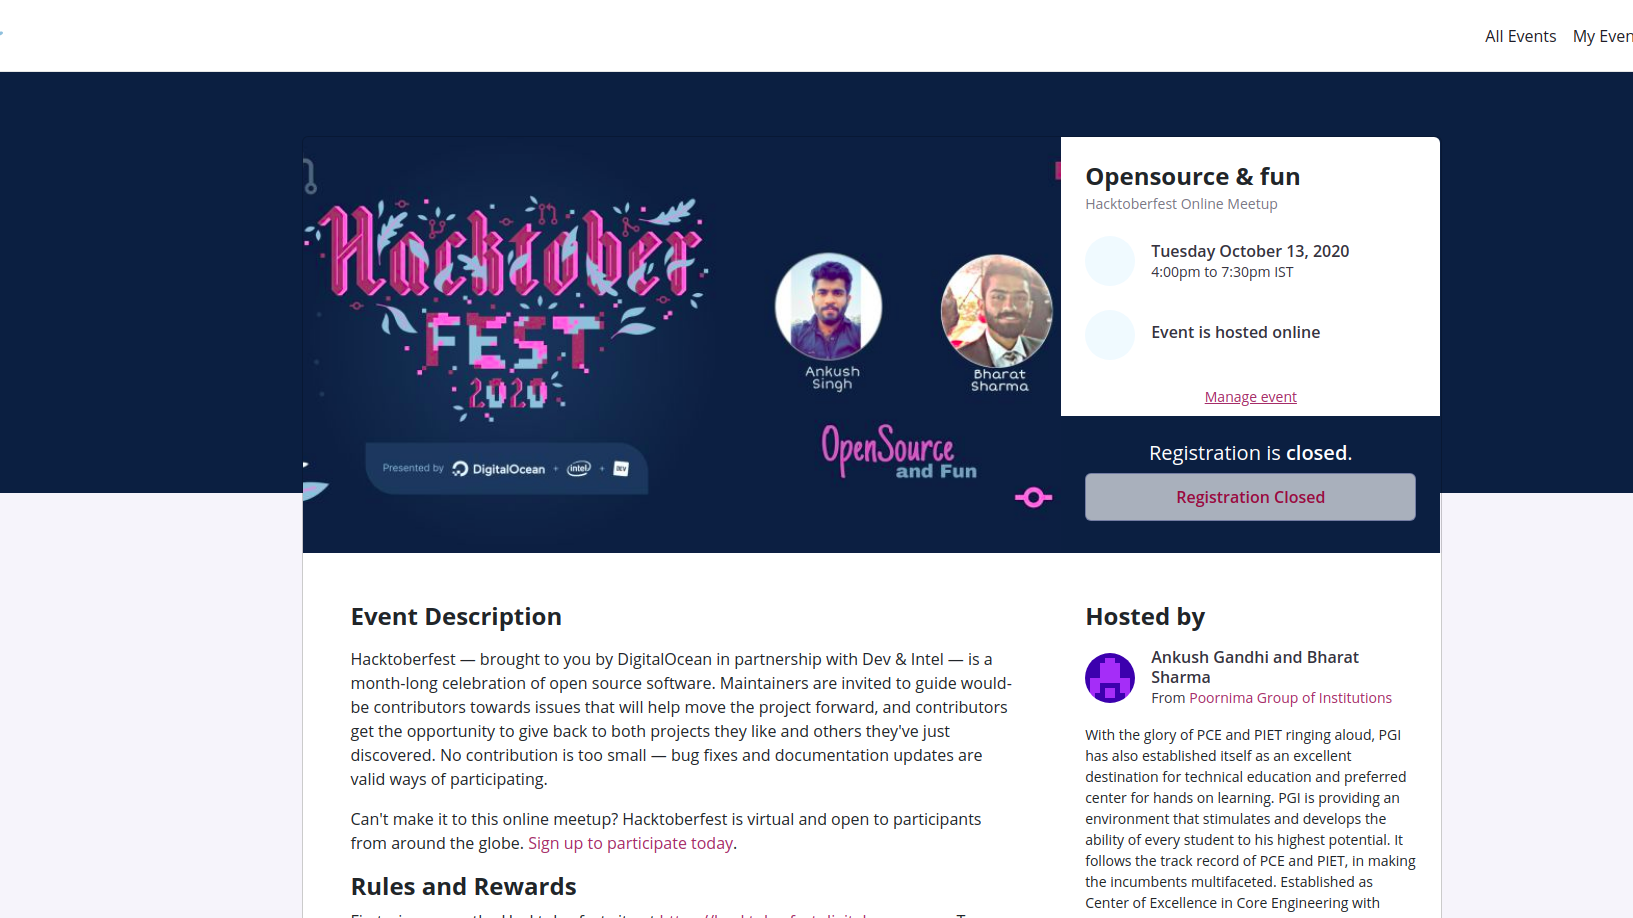 All Events My Even
Hacktober
FEST
2020
Presented by DigitalOcean + intel + DEV
Ankush
Singh
Bharat
Sharma
OpenSource
and Fun
Opensource & fun
Hacktoberfest Online Meetup
Tuesday October 13, 2020
4:00pm to 7:30pm IST
Event is hosted online
Manage event
Registration is closed.
Registration Closed
Event Description
Hacktoberfest — brought to you by DigitalOcean in partnership with Dev & Intel — is a
month-long celebration of open source software. Maintainers are invited to guide would-
be contributors towards issues that will help move the project forward, and contributors
get the opportunity to give back to both projects they like and others they've just
discovered. No contribution is too small — bug fixes and documentation updates are
valid ways of participating.
Can't make it to this online meetup? Hacktoberfest is virtual and open to participants
from around the globe. Sign up to participate today.
Rules and Rewards
Hosted by
Ankush Gandhi and Bharat
Sharma
From Poornima Group of Institutions
With the glory of PCE and PIET ringing aloud, PGI
has also established itself as an excellent
destination for technical education and preferred
center for hands on learning. PGI is providing an
environment that stimulates and develops the
ability of every student to his highest potential. It
follows the track record of PCE and PIET, in making
the incumbents multifaceted. Established as
Center of Excellence in Core Engineering with